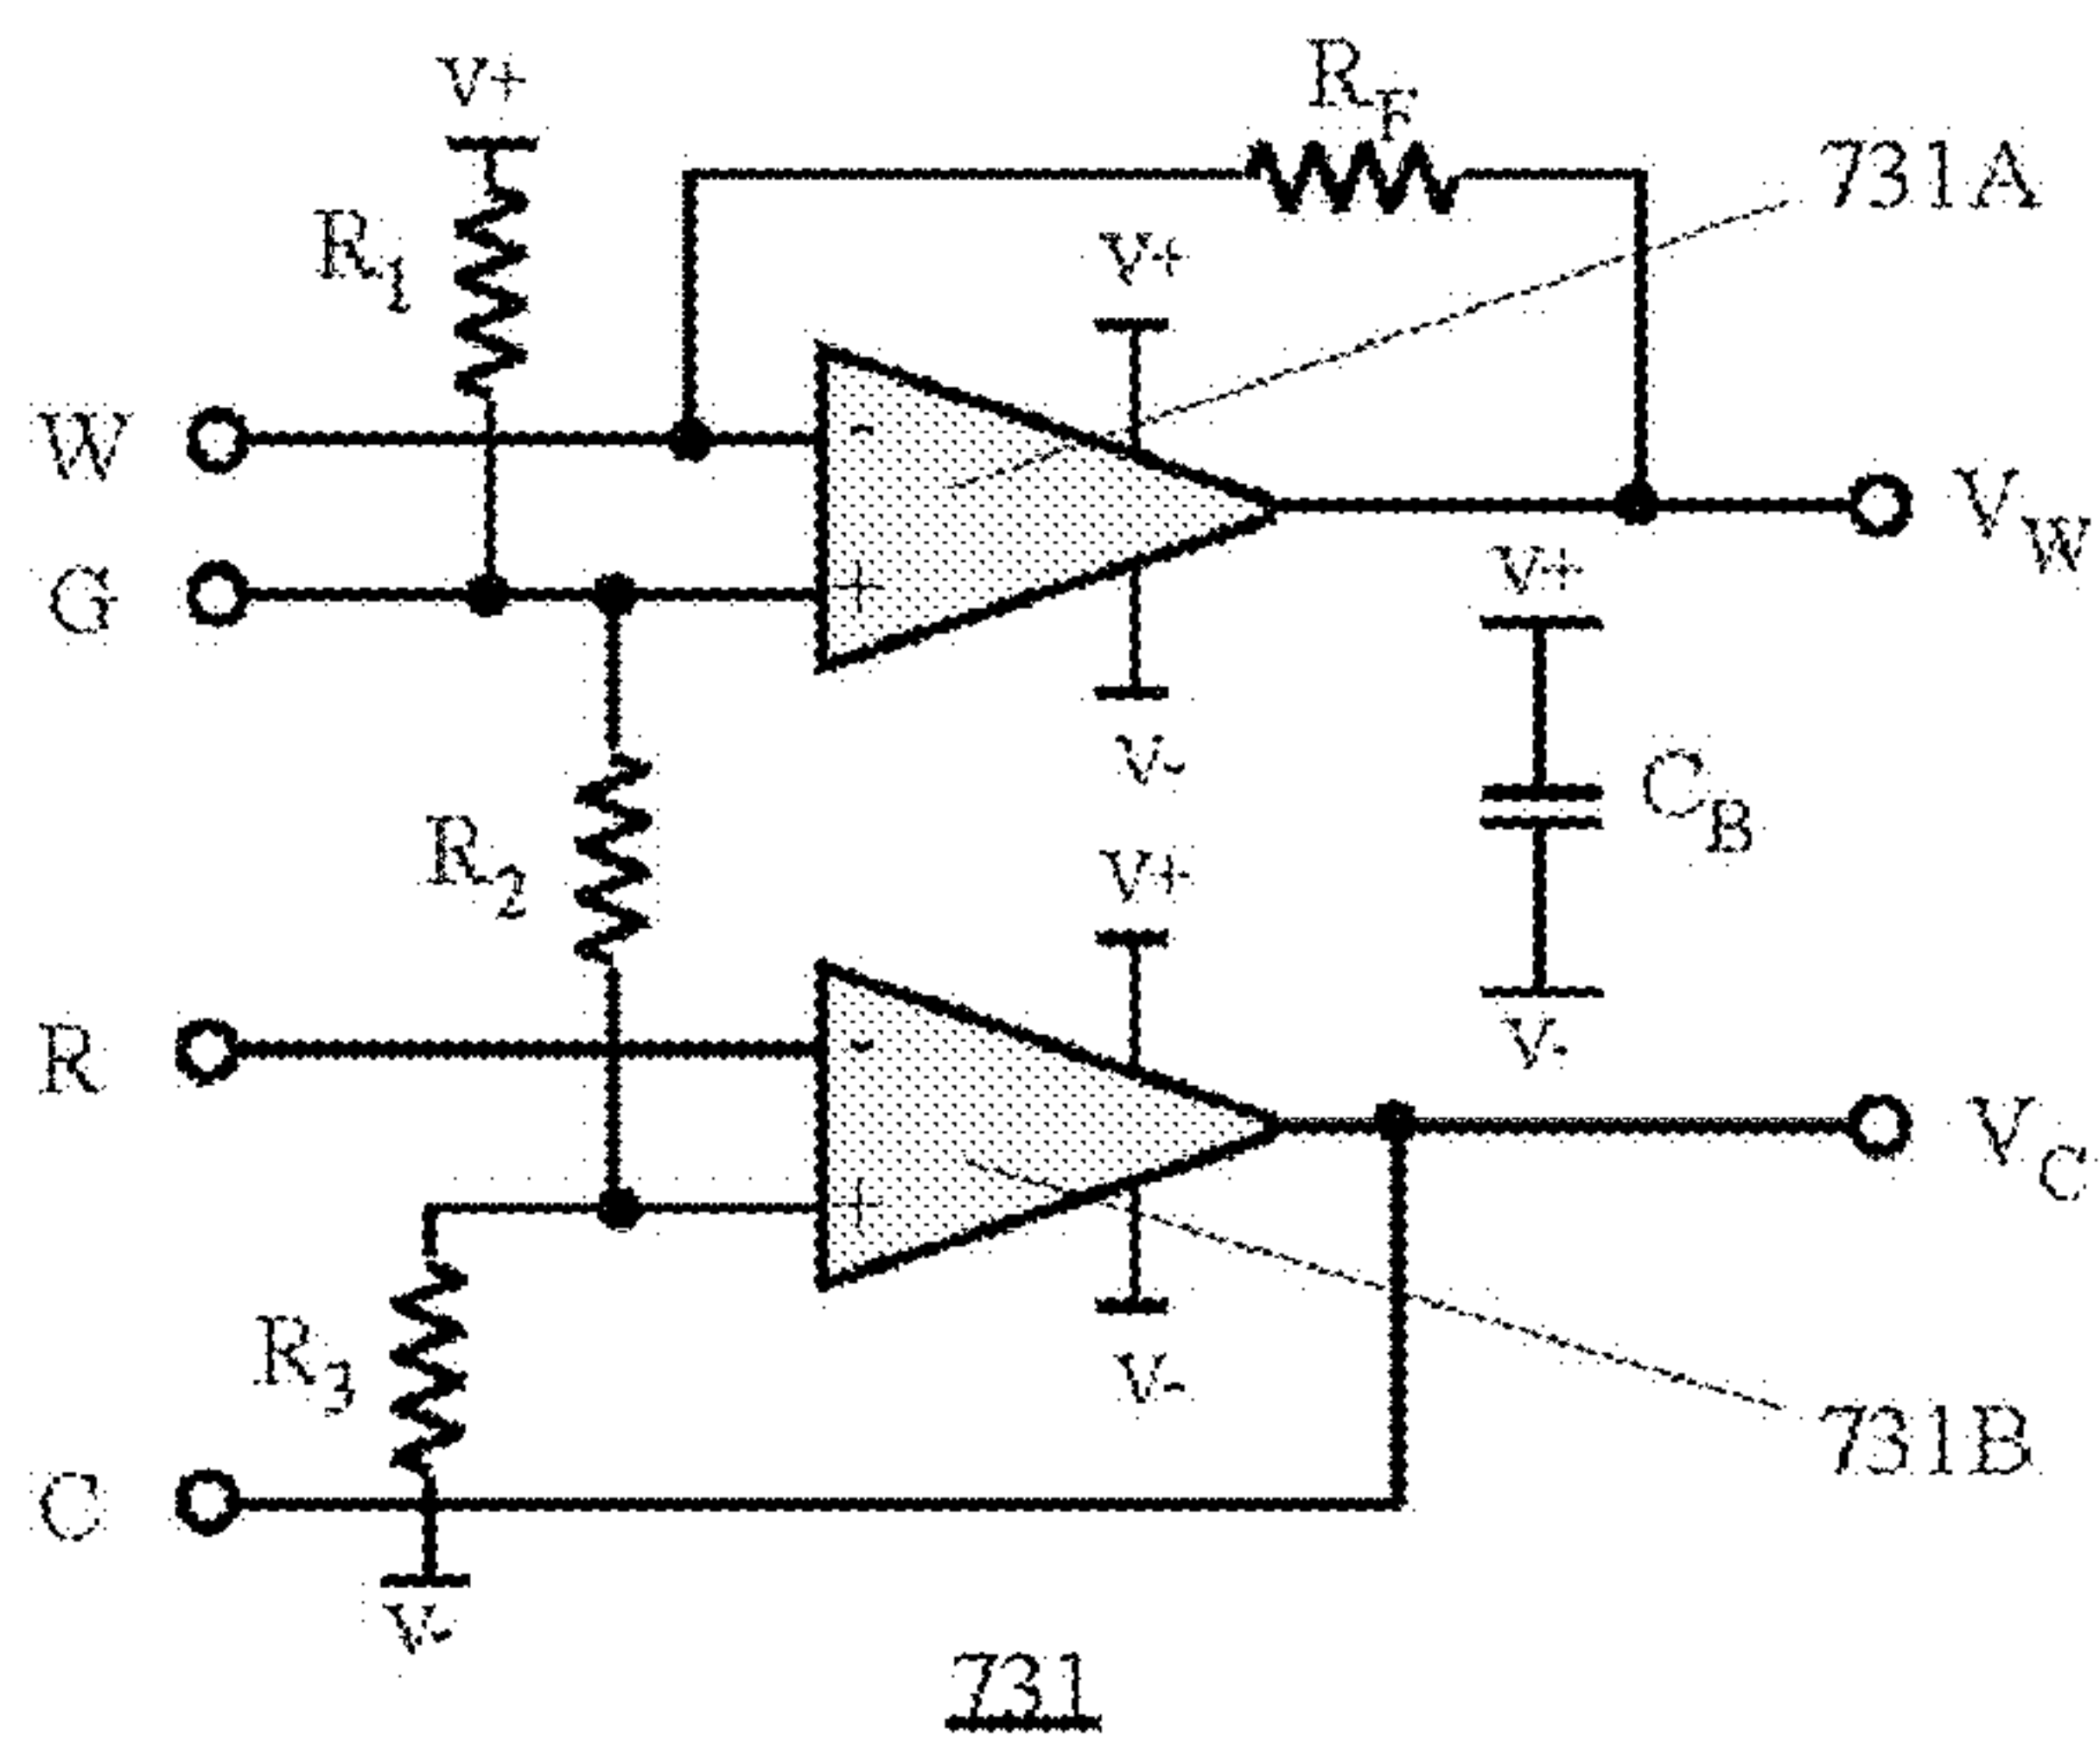 v+
R_F
731A
R_1
v+
W
V_W
G
v+
v-
C_B
R_2
v+
R
v-
V_C
R_3
v-
731B
C
v-
731